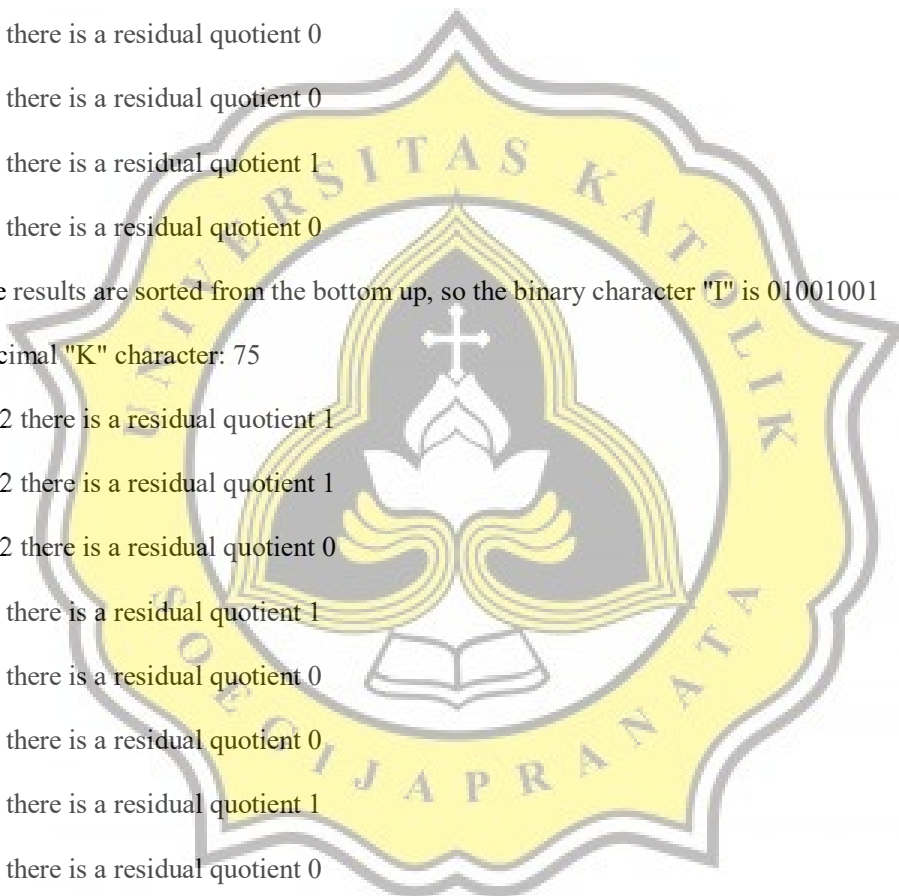 there is a residual quotient 0
there is a residual quotient 0
there is a residual quotient 1
there is a residual quotient 0
e results are sorted from the bottom up, so the binary character "I" is 01001001
cimal "K" character: 75
2 there is a residual quotient 1
2 there is a residual quotient 1
2 there is a residual quotient 0
there is a residual quotient 1
there is a residual quotient 0
there is a residual quotient 0
there is a residual quotient 1
there is a residual quotient 0
UNIVERSITAS KATOLIK
SOEGIJAPRANATA